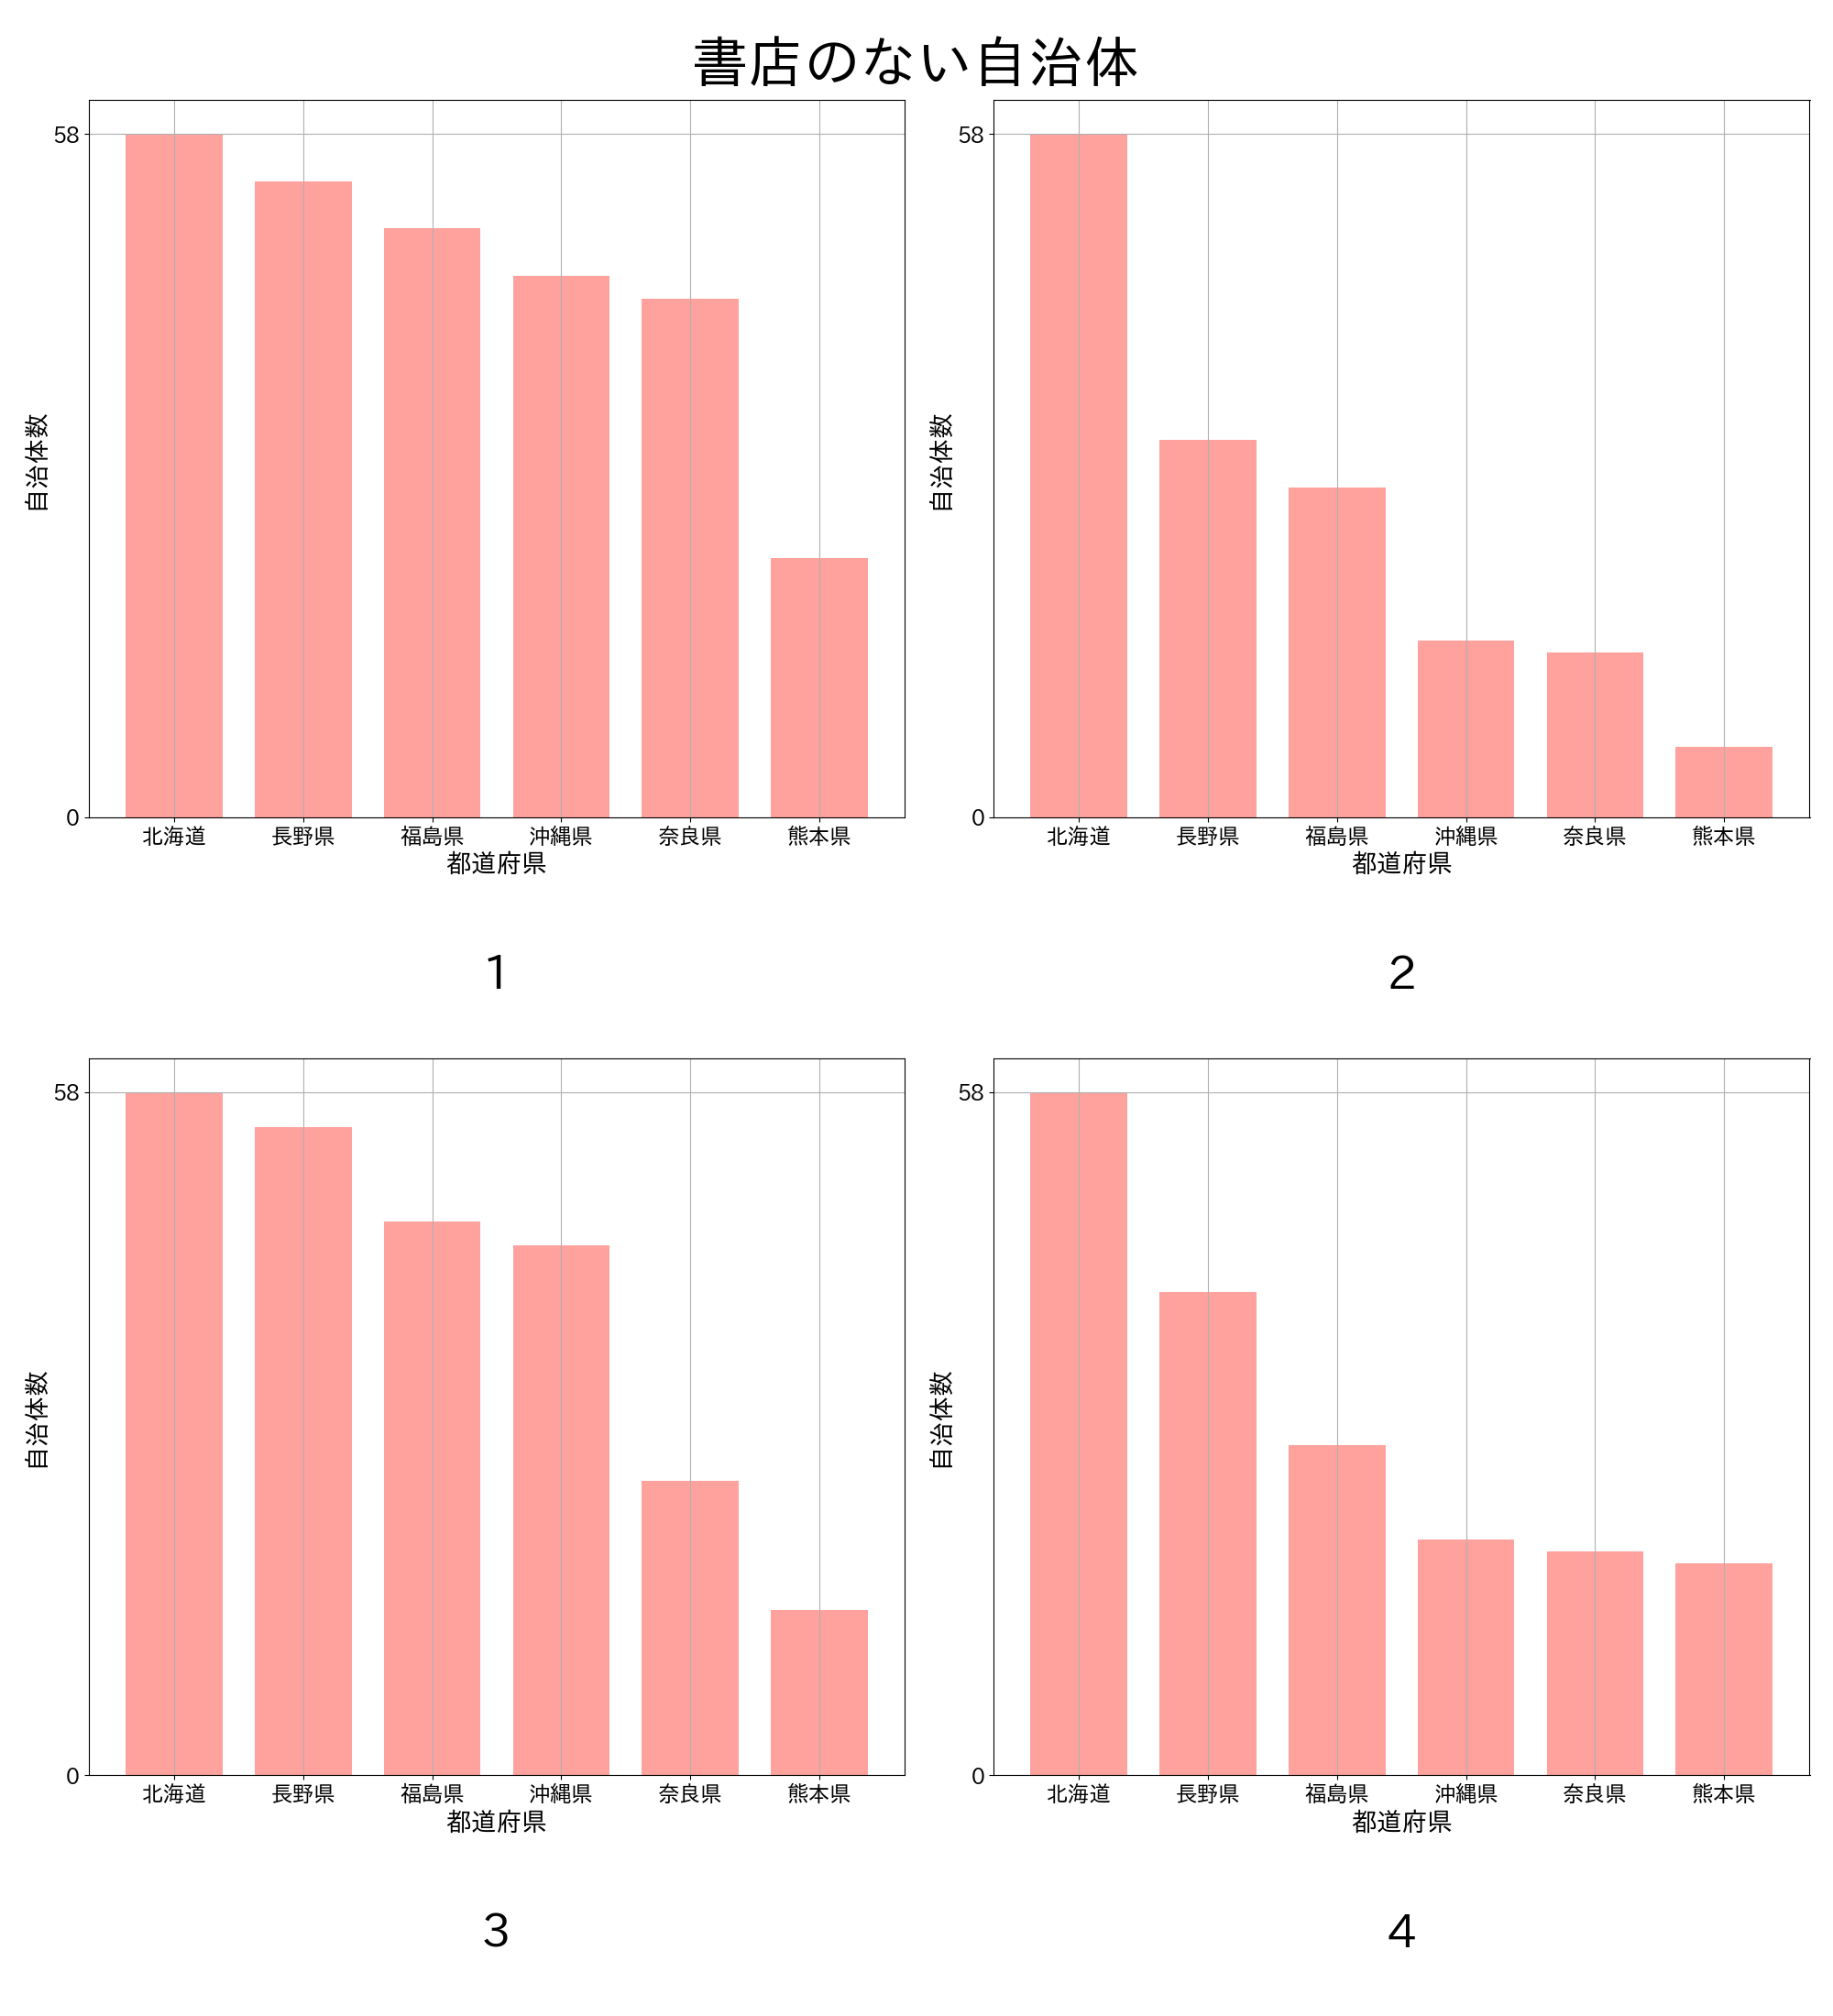 書店のない自治体
58
0
自治体数
北海道 長野県 福島県 沖縄県 奈良県 熊本県
都道府県
1
58
0
自治体数
北海道 長野県 福島県 沖縄県 奈良県 熊本県
都道府県
2
58
0
自治体数
北海道 長野県 福島県 沖縄県 奈良県 熊本県
都道府県
3
58
0
自治体数
北海道 長野県 福島県 沖縄県 奈良県 熊本県
都道府県
4